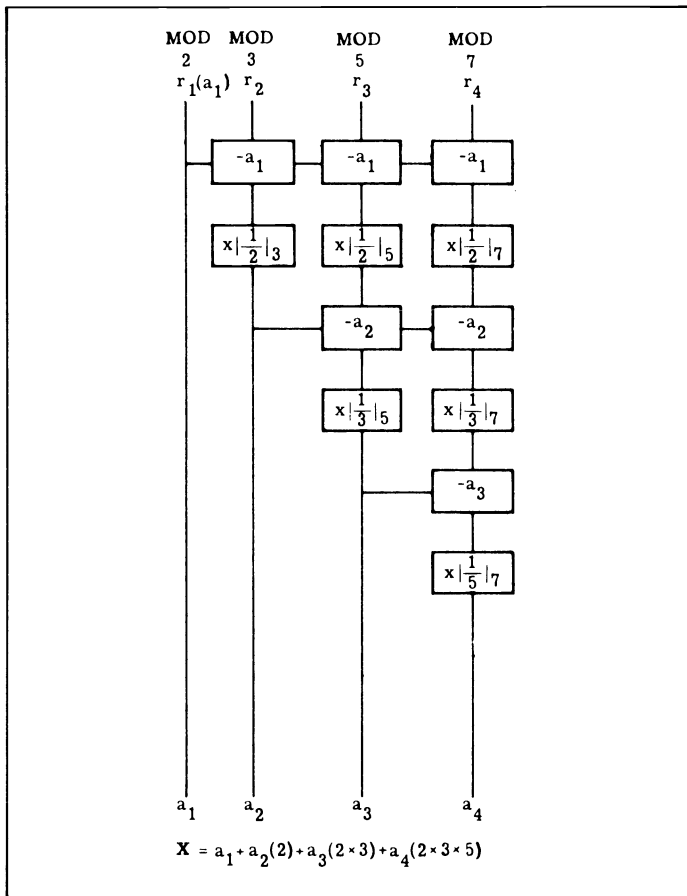 MOD MOD MOD MOD
2 3 5 7
r₁(a₁) r₂ r₃ r₄
-a₁ -a₁ -a₁
x|1/2|₃ x|1/2|₅ x|1/2|₇
-a₂ -a₂
x|1/3|₅ x|1/3|₇
-a₃
x|1/5|₇
a₁ a₂ a₃ a₄
X = a₁+a₂(2)+a₃(2×3)+a₄(2×3×5)